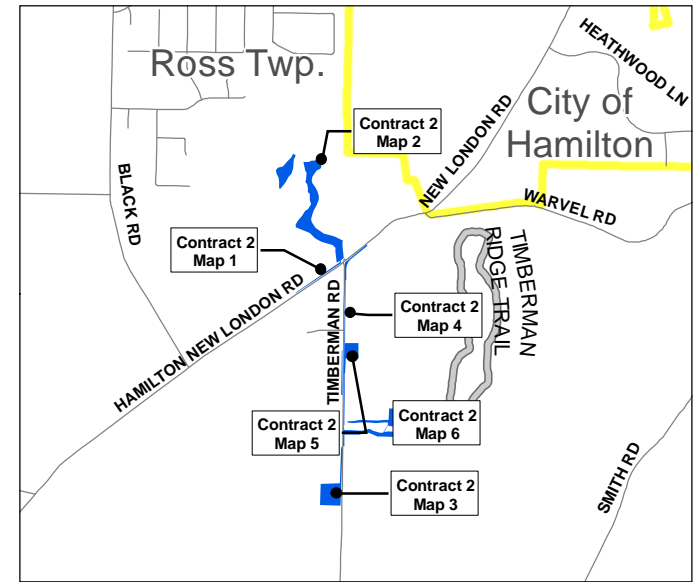 Ross Twp.
HEATHWOOD LN
City of
Hamilton
Contract 2
Map 2
NEW LONDON RD
BLACK RD
WARVEL RD
Contract 2
Map 1
TIMBERMAN
RIDGE TRAIL
HAMILTON NEW LONDON RD
TIMBERMAN RD
Contract 2
Map 4
Contract 2
Map 5
Contract 2
Map 6
Contract 2
Map 3
SMITH RD